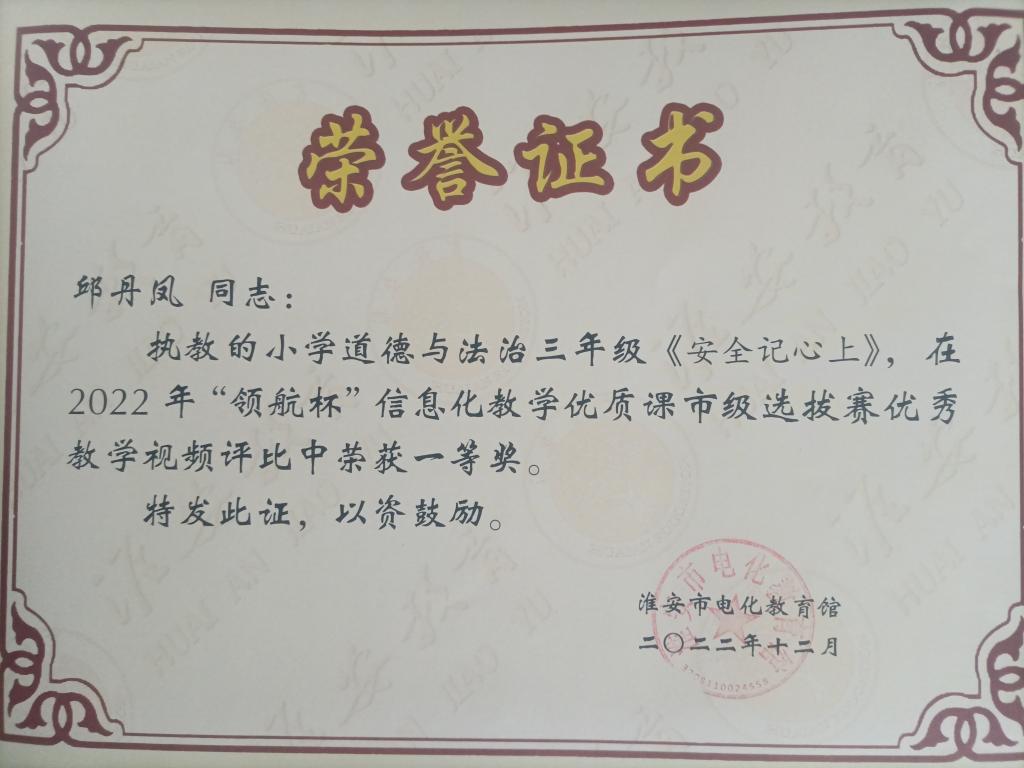 荣誉证书
邱丹凤 同志：
执教的小学道德与法治三年级《安全记心上》，在
2022年“领航杯”信息化教学优质课市级选拔赛优秀
教学视频评比中荣获一等奖。
特发此证，以资鼓励。
淮安市电化教育馆
二〇二二年十二月